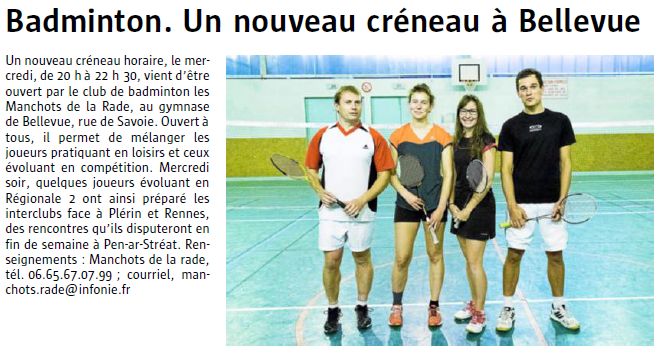 Badminton. Un nouveau créneau à Bellevue
Un nouveau créneau horaire, le mer-
credi, de 20 h à 22 h 30, vient d'être
ouvert par le club de badminton les
Manchots de la Rade, au gymnase
de Bellevue, rue de Savoie. Ouvert à
tous, il permet de mélanger les
joueurs pratiquant en loisirs et ceux
évoluant en compétition. Mercredi
soir, quelques joueurs évoluant en
Régionale 2 ont ainsi préparé les
interclubs face à Plérin et Rennes,
des rencontres qu'ils disputeront en
fin de semaine à Pen-ar-Stréat. Ren-
seignements : Manchots de la rade,
tél. 06.65.67.07.99 ; courriel, man-
chots.rade@infonie.fr